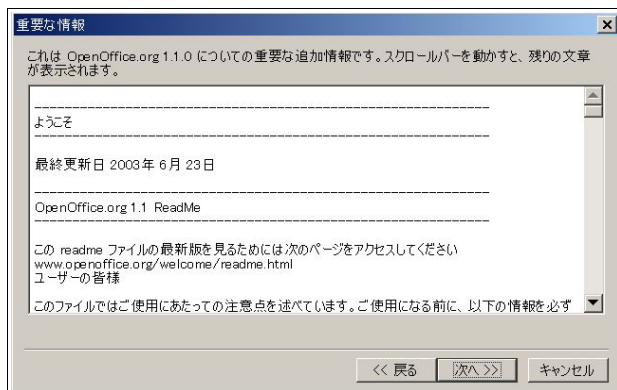 重要な情報
これは OpenOffice.org 1.1.0 についての重要な追加情報です。スクロールバーを動かすと、残りの文章
が表示されます。
------------------------------------------------------------
ようこそ
------------------------------------------------------------
最終更新日 2003年 6月 23日
------------------------------------------------------------
OpenOffice.org 1.1 ReadMe
------------------------------------------------------------
この readme ファイルの最新版を見るためには次のページをアクセスしてください
www.openoffice.org/welcome/readme.html
ユーザーの皆様
このファイルではご使用にあたっての注意点を述べています。ご使用になる前に、以下の情報を必ず
<< 戻る 次へ >> キャンセル